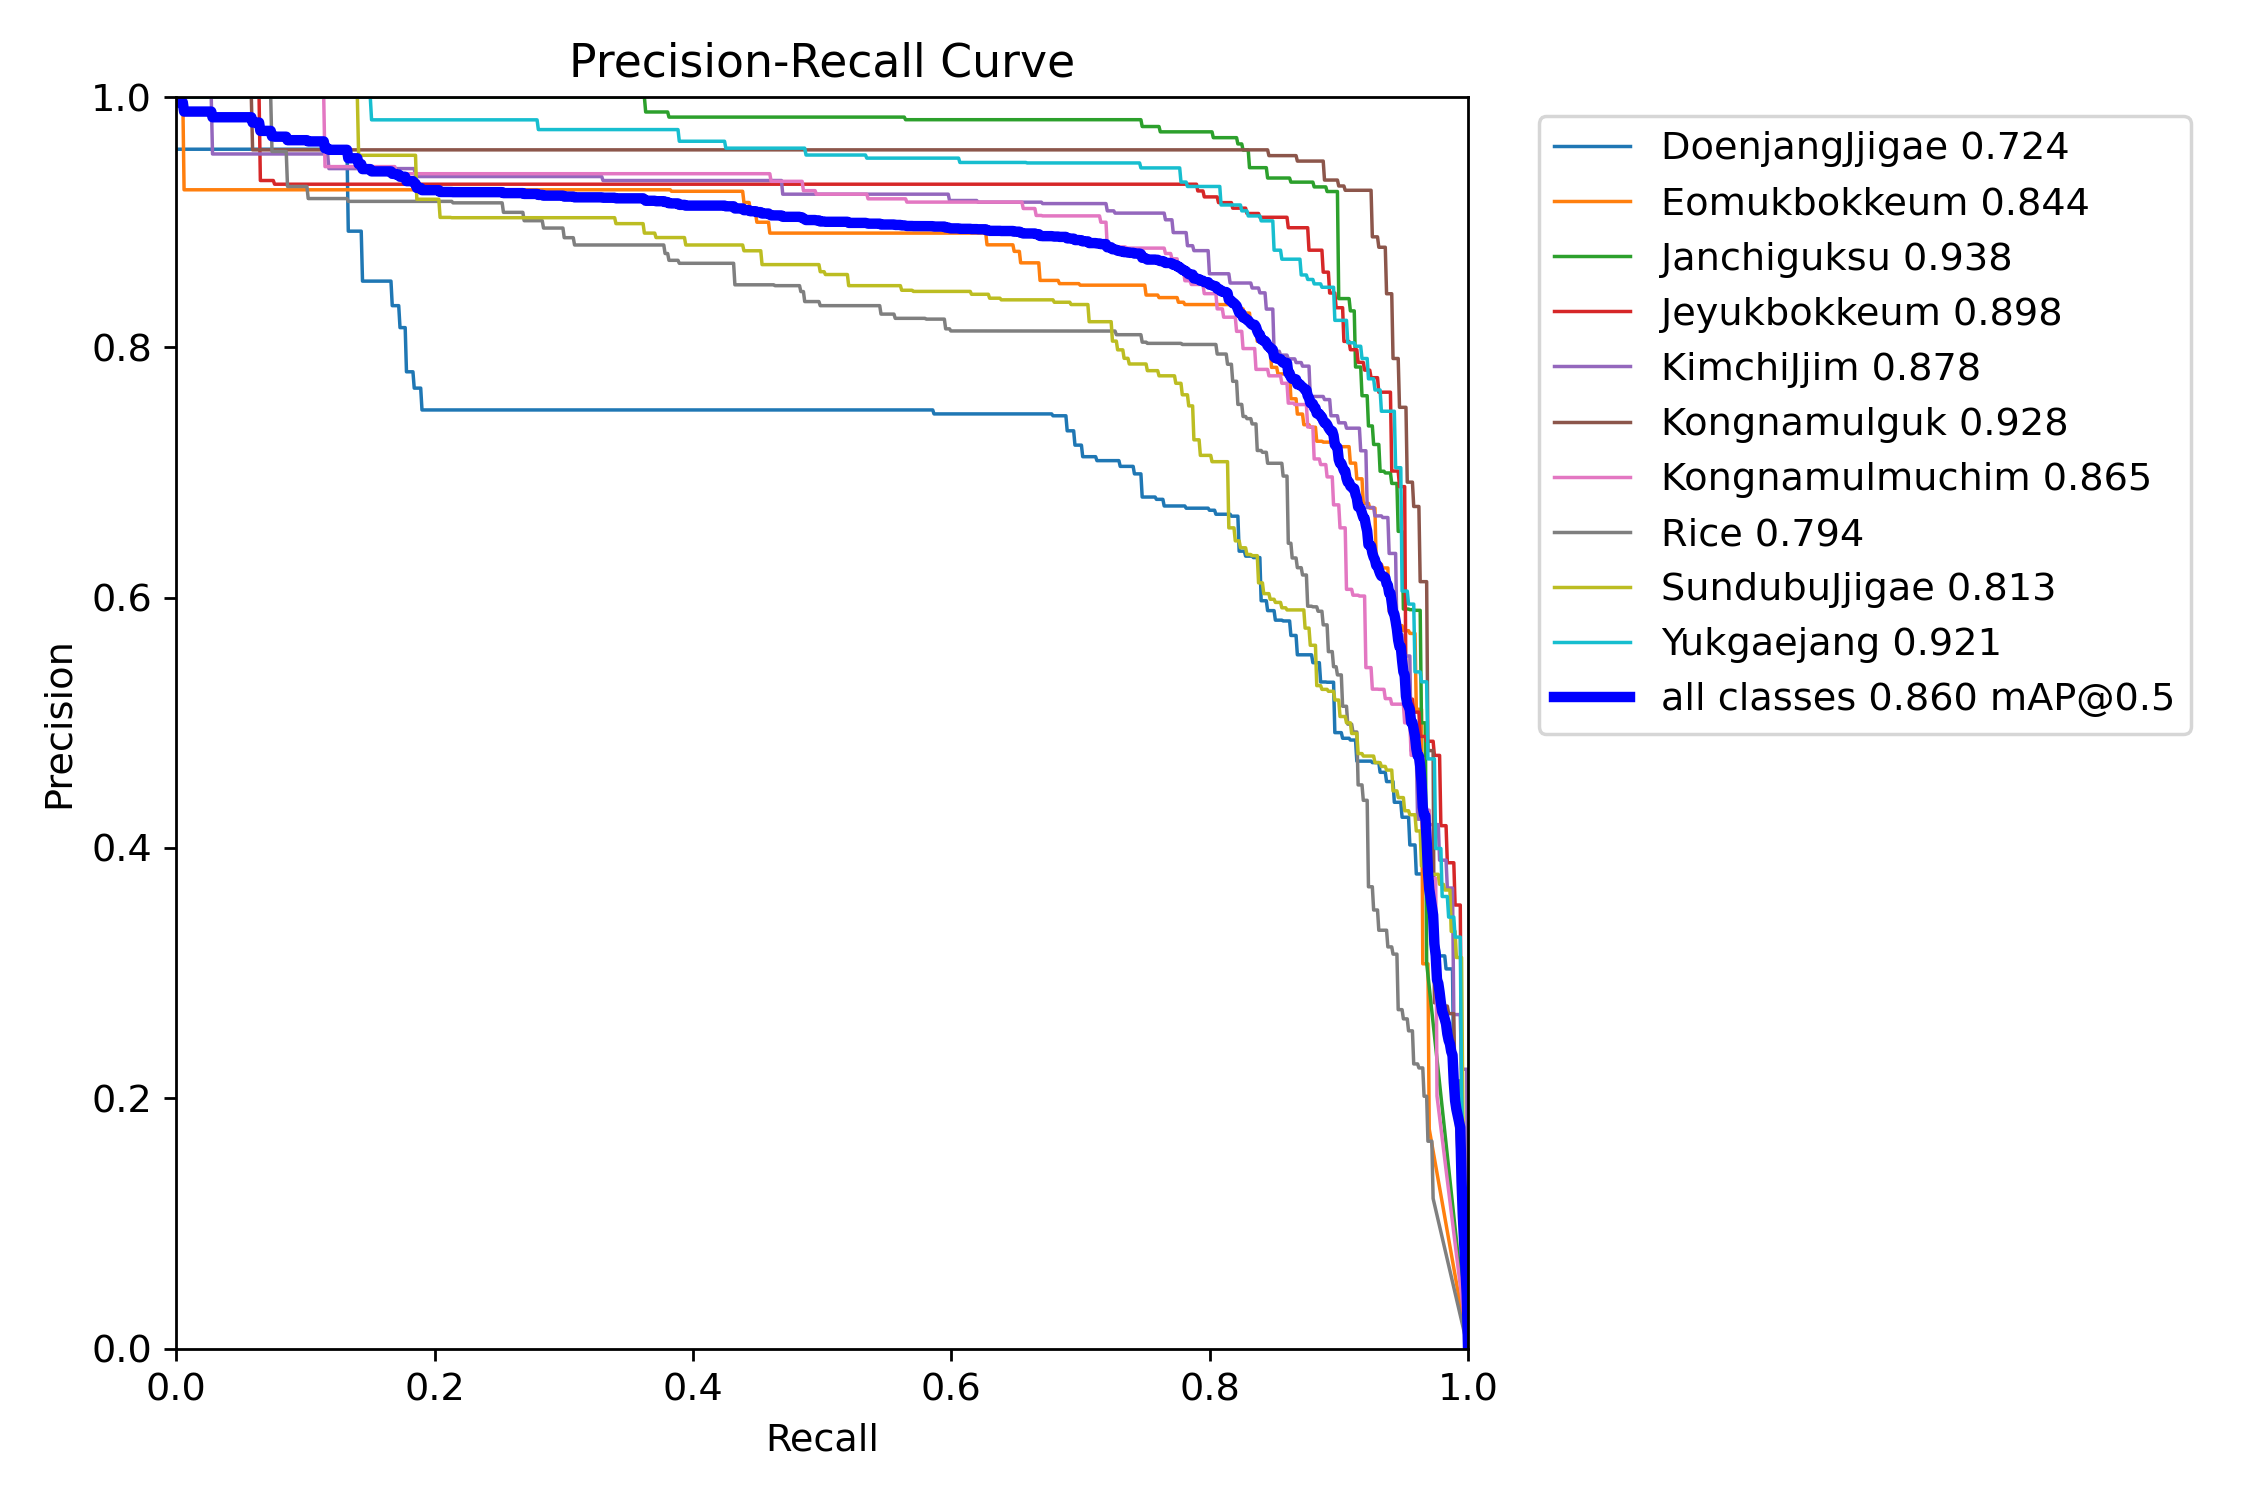 Precision-Recall Curve
1.0
0.8
0.6
0.4
0.2
0.0
Precision
0.0 0.2 0.4 0.6 0.8 1.0
Recall
DoenjangJjigae 0.724
Eomukbokkeum 0.844
Janchiguksu 0.938
Jeyukbokkeum 0.898
KimchiJjim 0.878
Kongnamulguk 0.928
Kongnamulmuchim 0.865
Rice 0.794
SundubuJjigae 0.813
Yukgaejang 0.921
all classes 0.860 mAP@0.5